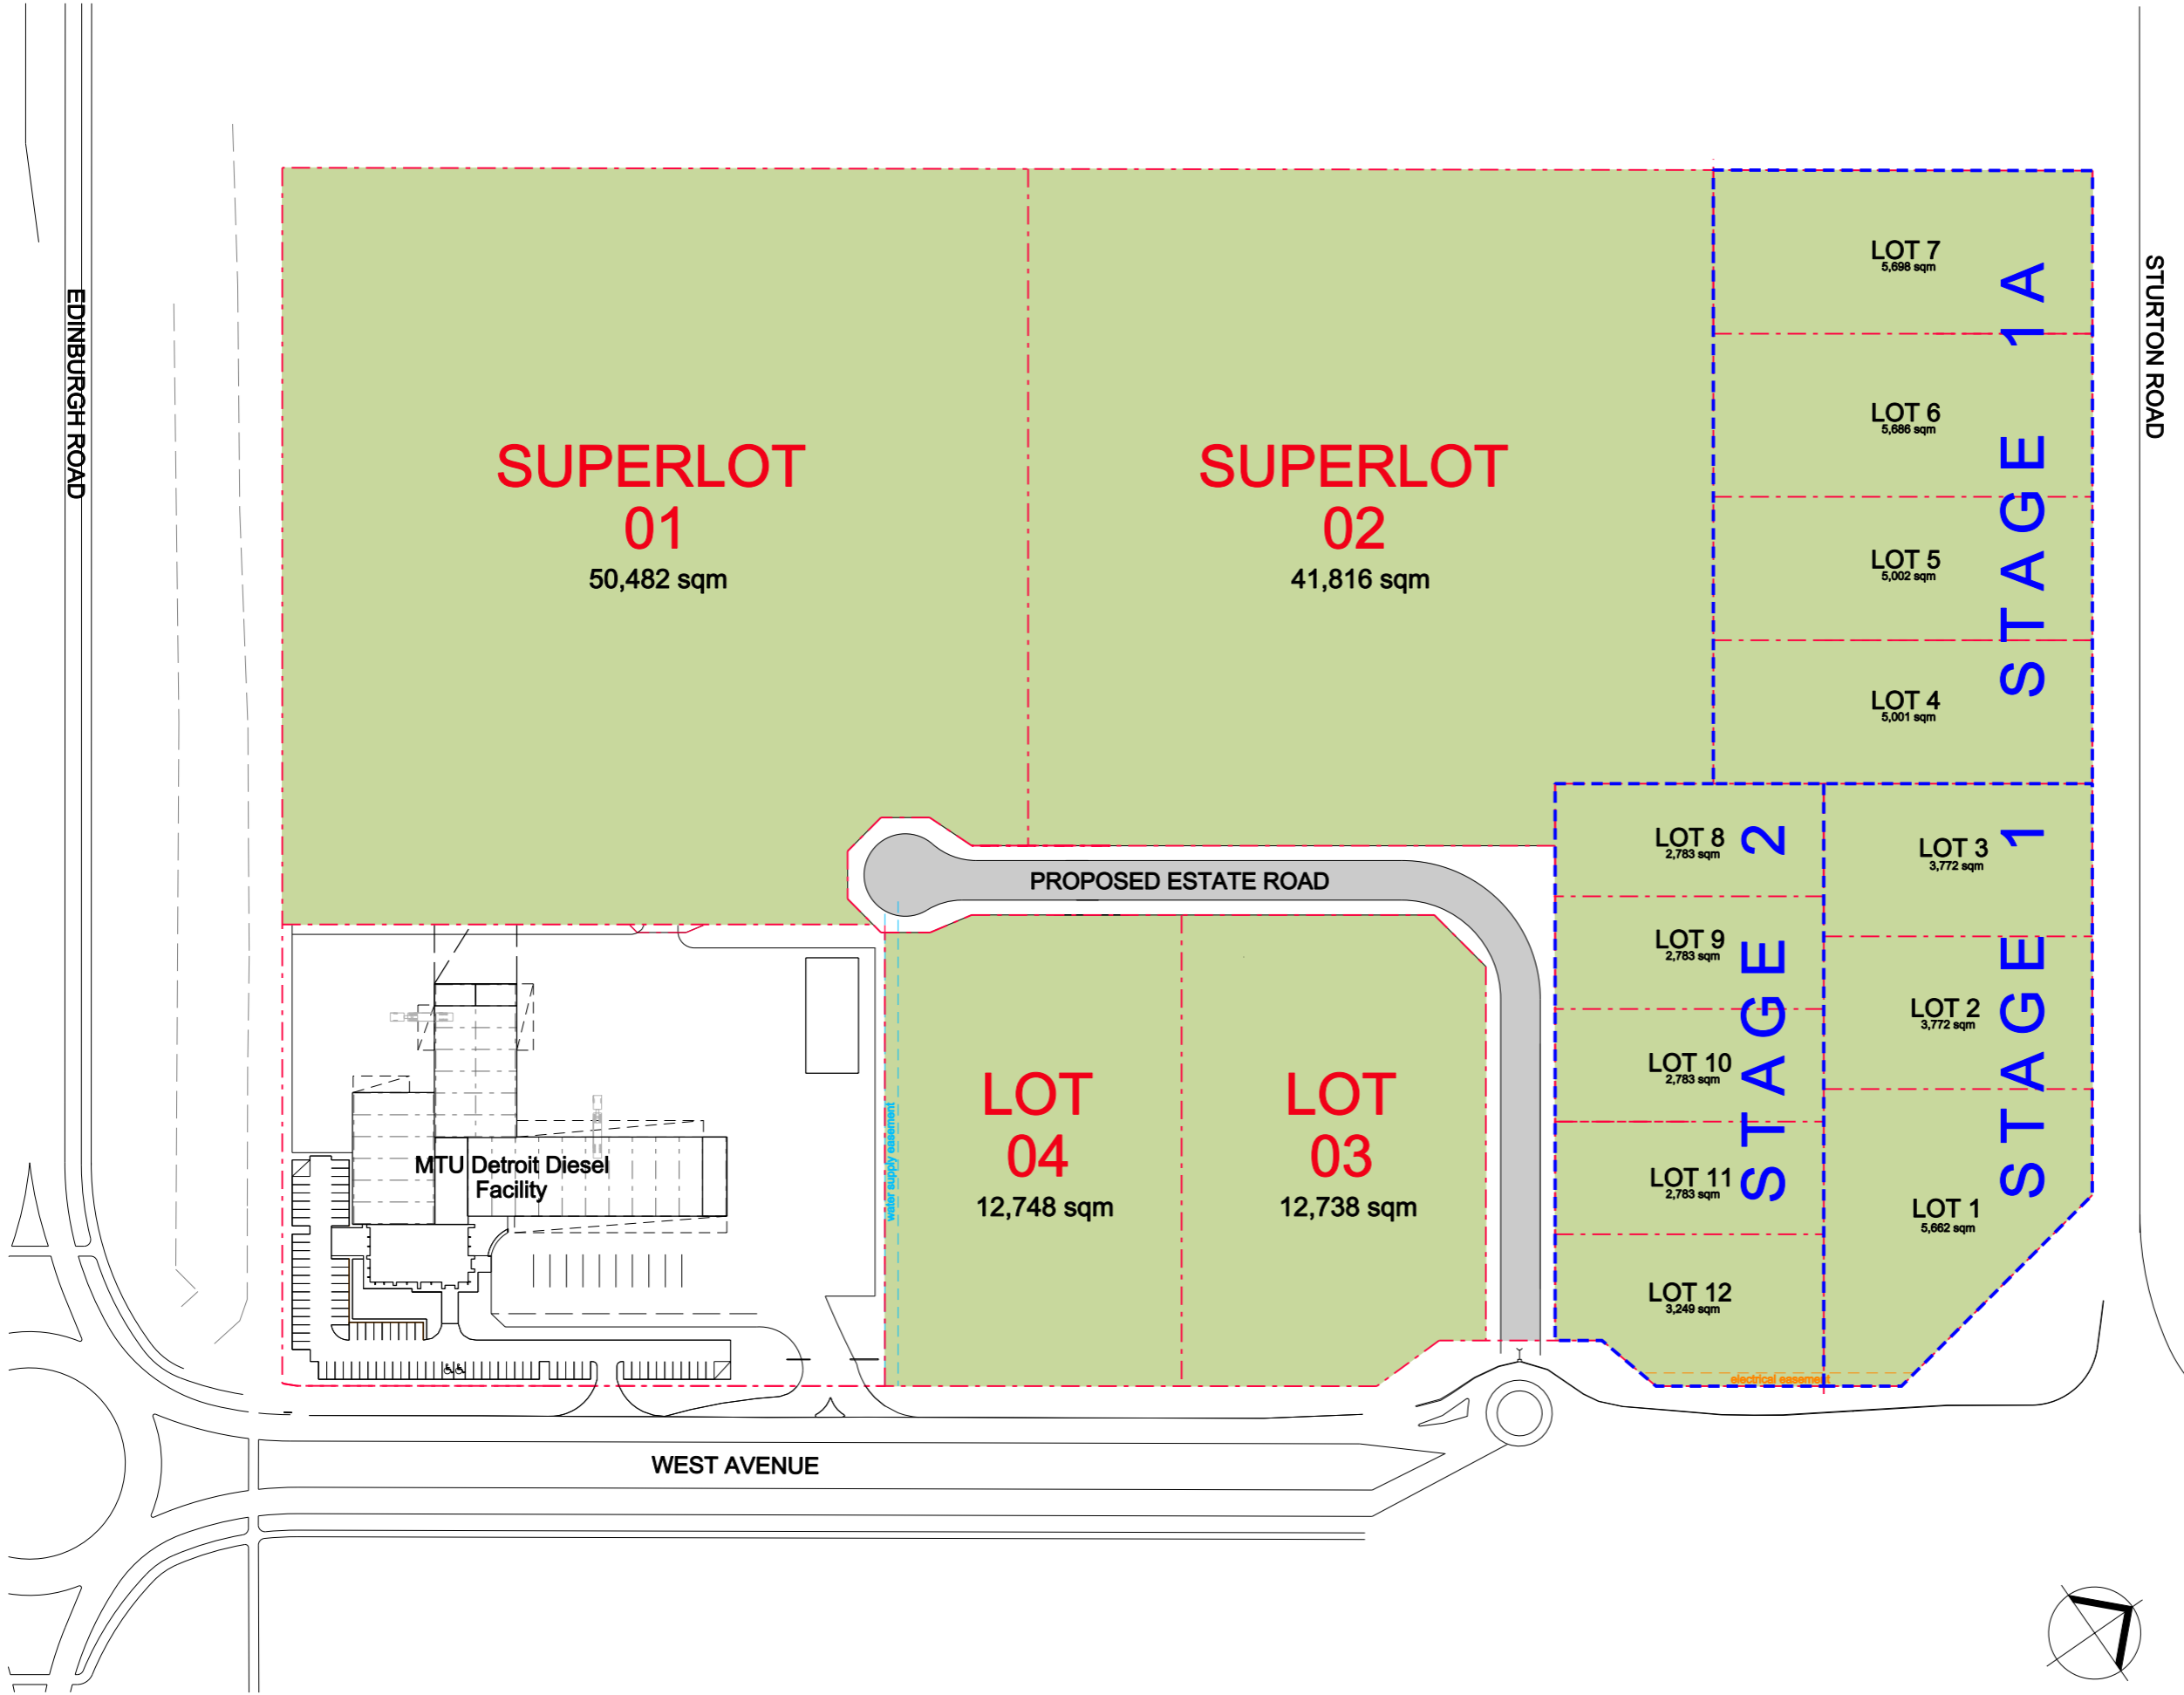 EDINBURGH ROAD
STURTON ROAD
SUPERLOT
01
50,482 sqm
SUPERLOT
02
41,816 sqm
STAGE 1A
LOT 7
5,698 sqm
LOT 6
5,686 sqm
LOT 5
5,002 sqm
LOT 4
5,001 sqm
STAGE 2
LOT 8
2,783 sqm
LOT 9
2,783 sqm
LOT 10
2,783 sqm
LOT 11
2,783 sqm
LOT 12
3,249 sqm
STAGE 1
LOT 3
3,772 sqm
LOT 2
3,772 sqm
LOT 1
5,662 sqm
PROPOSED ESTATE ROAD
LOT
04
12,748 sqm
LOT
03
12,738 sqm
water supply easement
MTU Detroit Diesel
Facility
electrical easement
WEST AVENUE